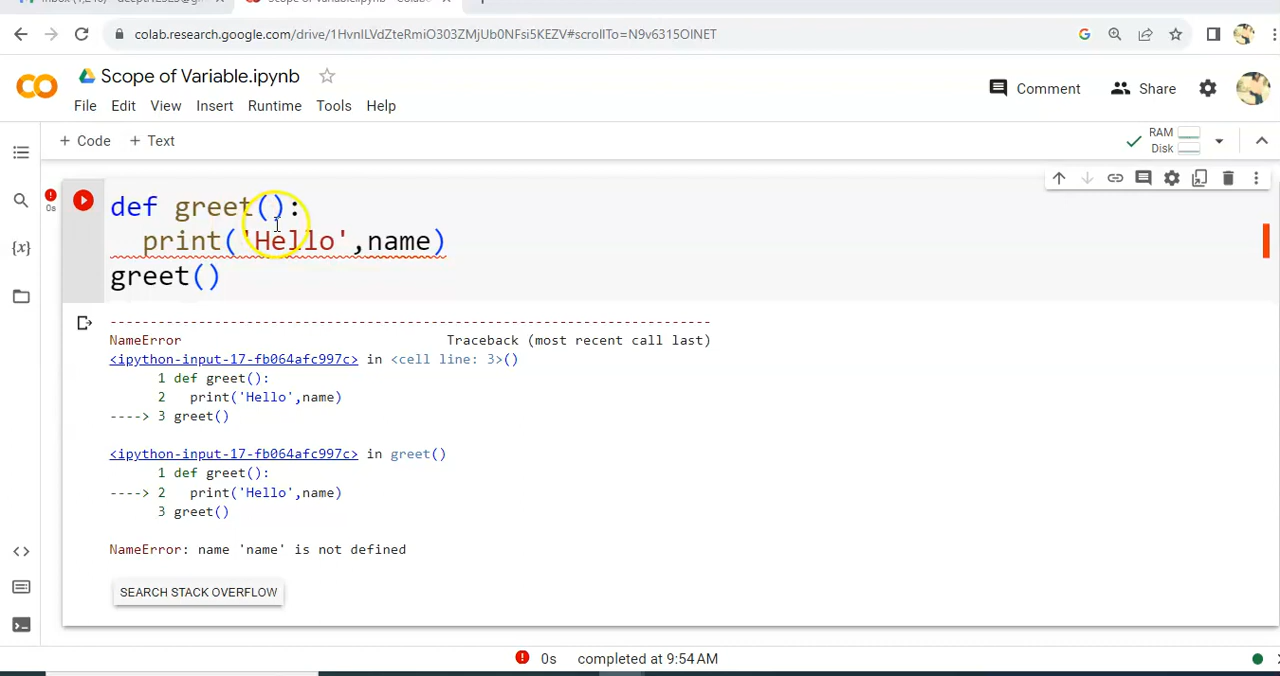 colab.research.google.com/drive/1HvnILVdZteRmiO303ZMjUb0NFsi5KEZV#scrollTo=N9v6315OINET
Scope of Variable.ipynb
Comment
Share
File Edit View Insert Runtime Tools Help
+ Code + Text
RAM
Disk
0s
def greet():
print('Hello',name)
greet()
---------------------------------------------------------------------------
NameError Traceback (most recent call last)
<ipython-input-17-fb064afc997c> in <cell line: 3>()
1 def greet():
2 print('Hello',name)
----> 3 greet()
<ipython-input-17-fb064afc997c> in greet()
1 def greet():
----> 2 print('Hello',name)
3 greet()
NameError: name 'name' is not defined
SEARCH STACK OVERFLOW
0s completed at 9:54 AM